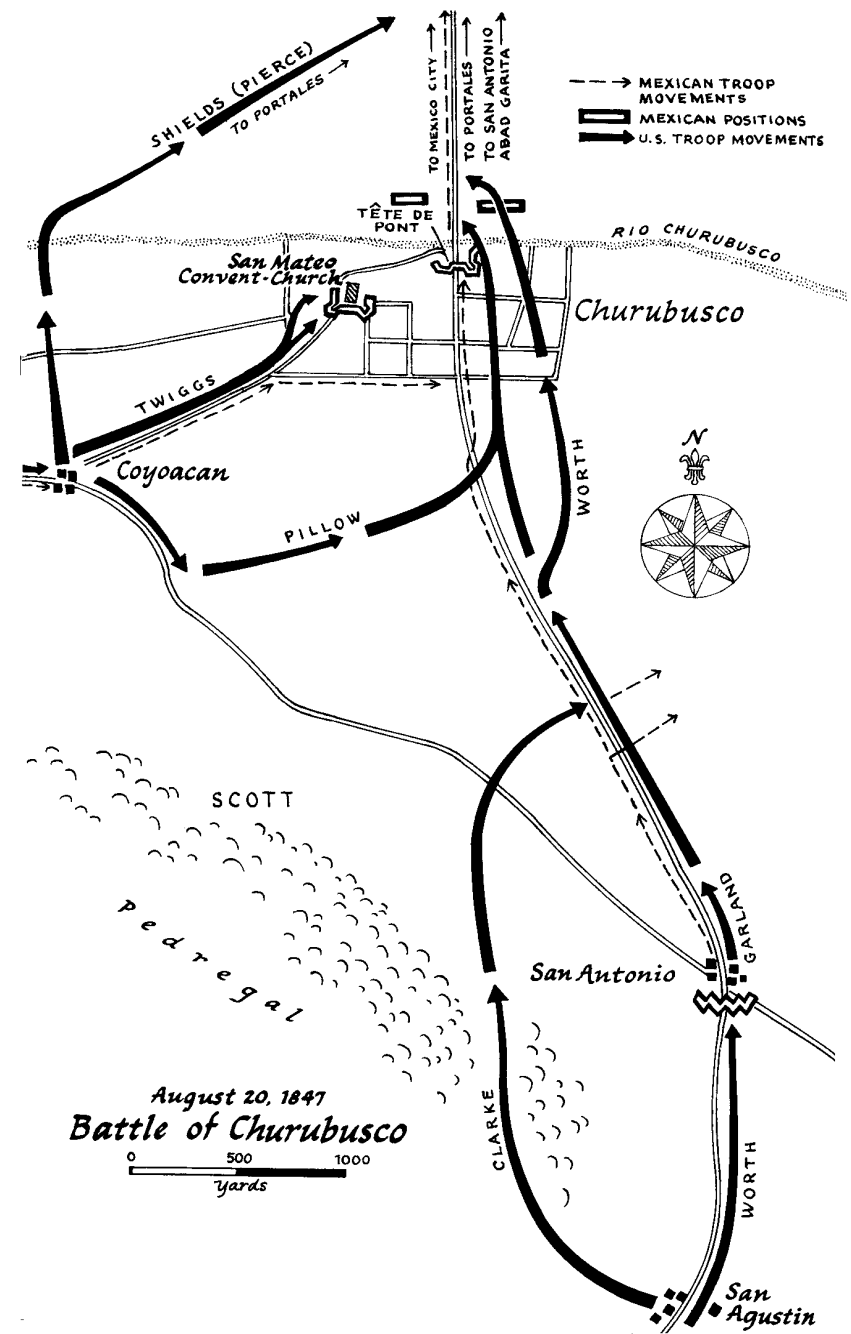 SHIELDS (PIERCE)
TO PORTALES
TO MEXICO CITY
TO PORTALES
TO SAN ANTONIO
ABAD GARITA
MEXICAN TROOP
MOVEMENTS
MEXICAN POSITIONS
U.S. TROOP MOVEMENTS
TÊTE DE
PONT
RIO CHURUBUSCO
San Mateo
Convent-Church
Churubusco
TWIGGS
Coyoacan
N
WORTH
PILLOW
SCOTT
Pedregal
GARLAND
San Antonio
CLARKE
WORTH
August 20, 1847
Battle of Churubusco
0 500 1000
yards
San
Agustin